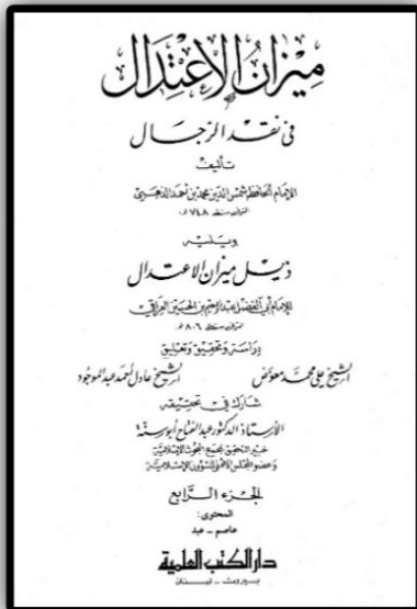 ميزان الاعتدال
في نقد الرجال
تأليف
الإمام الحافظ شمس الدين محمد بن أحمد الذهبي
المتوفى سنة ٧٤٨ هـ
ويليه
ذيل ميزان الاعتدال
للإمام أبي الفضل عبد الرحيم بن الحسين العراقي
المتوفى سنة ٨٠٦ هـ
دراسة وتحقيق وتعليق
الشيخ علي محمد معوض الشيخ عادل أحمد عبد الموجود
شارك في تحقيقه
الأستاذ الدكتور عبد الفتاح أبو سنة
خبير التحقيق بمجمع البحوث الإسلامية
وعضو المجلس الأعلى للشؤون الإسلامية
الجزء الرابع
المحتوى:
عاصم - عبد
دار الكتب العلمية
بيروت - لبنان